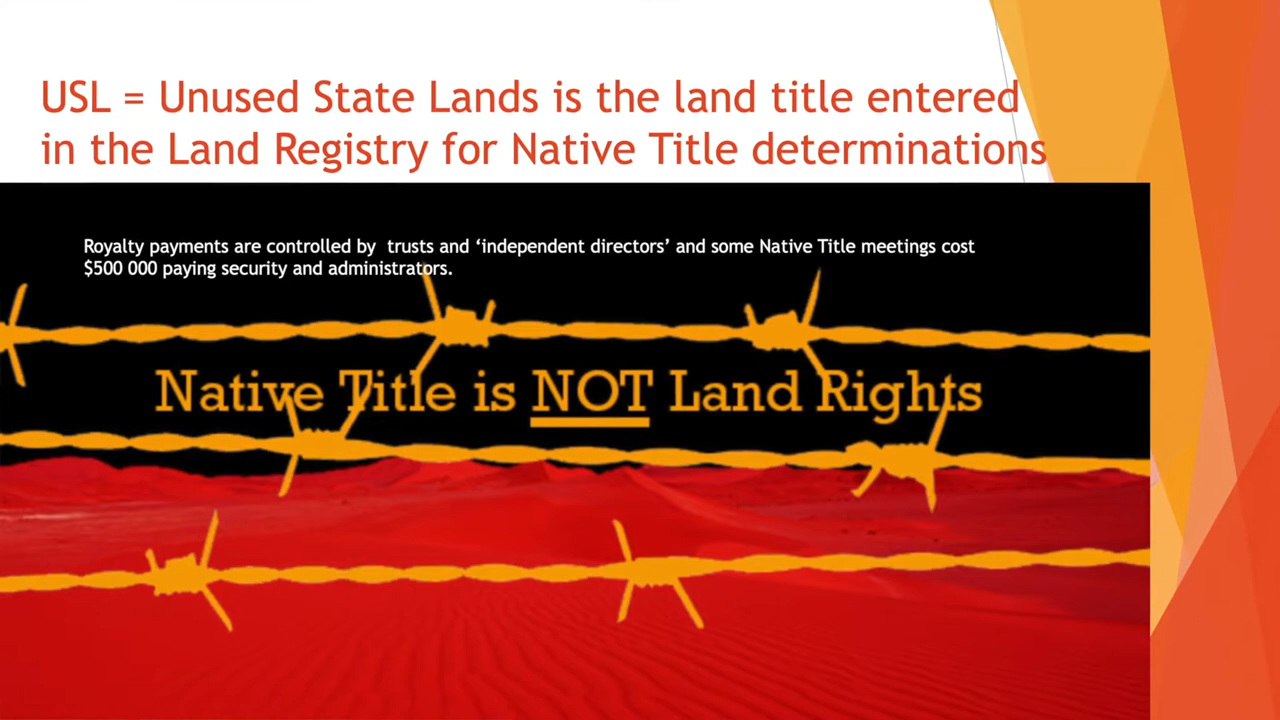 USL = Unused State Lands is the land title entered
in the Land Registry for Native Title determinations
Royalty payments are controlled by  trusts and ‘independent directors’ and some Native Title meetings cost
$500 000 paying security and administrators.
Native Title is NOT Land Rights